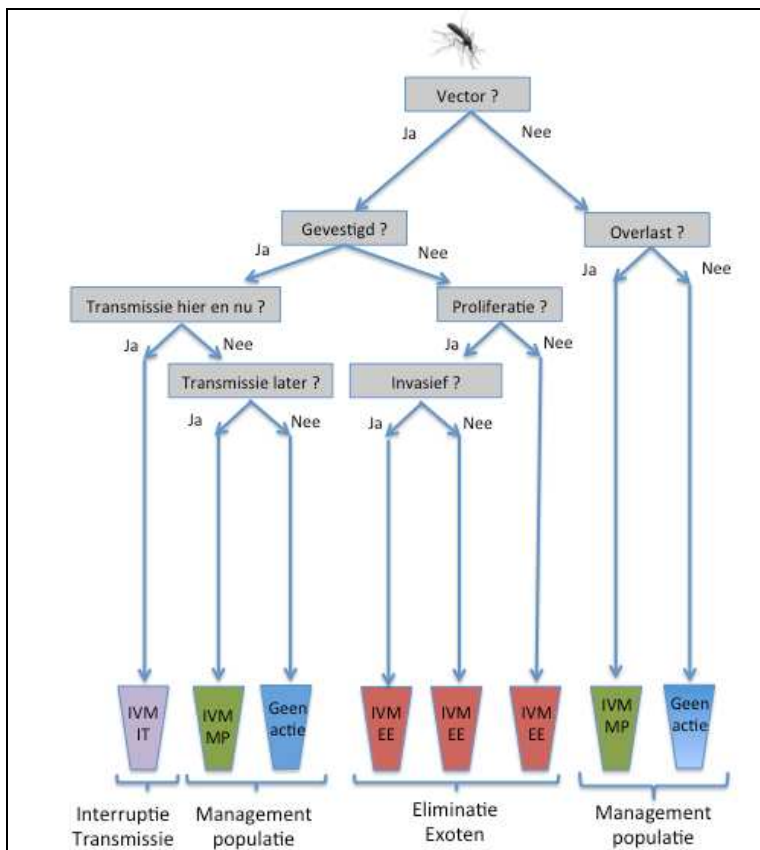 Vector ?
Ja
Nee
Gevestigd ?
Overlast ?
Ja
Nee
Ja
Nee
Transmissie hier en nu ?
Proliferatie ?
Ja
Nee
Ja
Nee
Transmissie later ?
Invasief ?
Ja
Nee
Ja
Nee
IVM
IT
IVM
MP
Geen
actie
IVM
EE
IVM
EE
IVM
EE
IVM
MP
Geen
actie
Interruptie
Transmissie
Management
populatie
Eliminatie
Exoten
Management
populatie